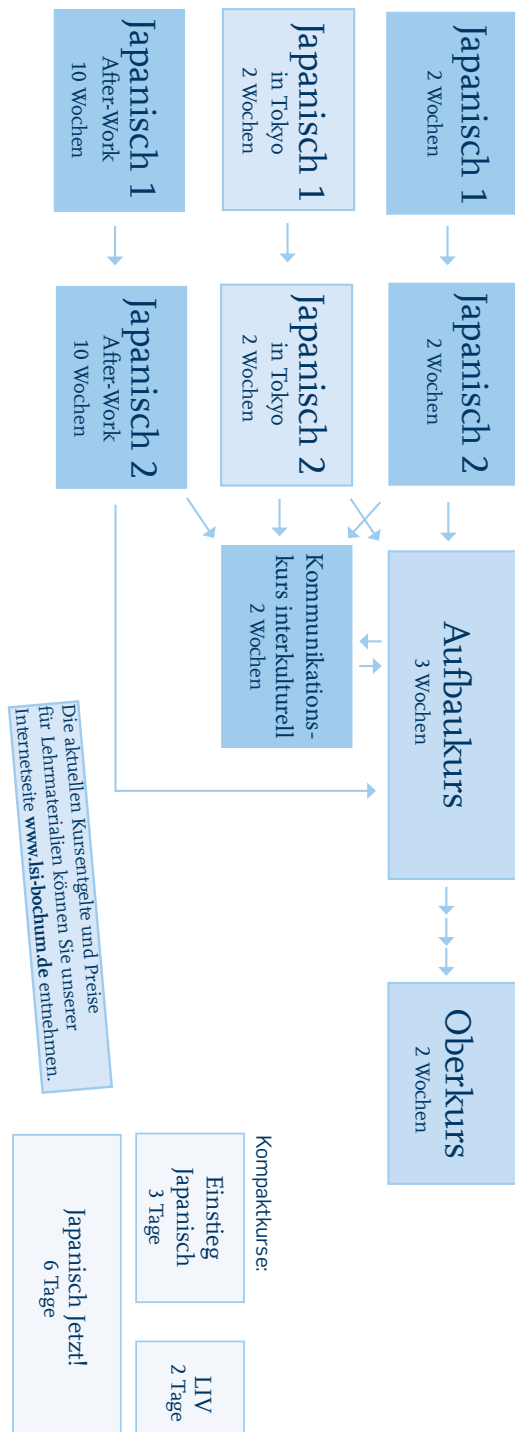 Japanisch 1
2 Wochen
Japanisch 2
2 Wochen
Aufbaukurs
3 Wochen
Oberkurs
2 Wochen
Japanisch 1
in Tokyo
2 Wochen
Japanisch 2
in Tokyo
2 Wochen
Kommunikations-
kurs interkulturell
2 Wochen
Japanisch 1
After-Work
10 Wochen
Japanisch 2
After-Work
10 Wochen
Die aktuellen Kursentgelte und Preise
für Lehrmaterialien können Sie unserer
Internetseite www.lsi-bochum.de entnehmen.
Kompaktkurse:
Einstieg
Japanisch
3 Tage
LIV
2 Tage
Japanisch Jetzt!
6 Tage